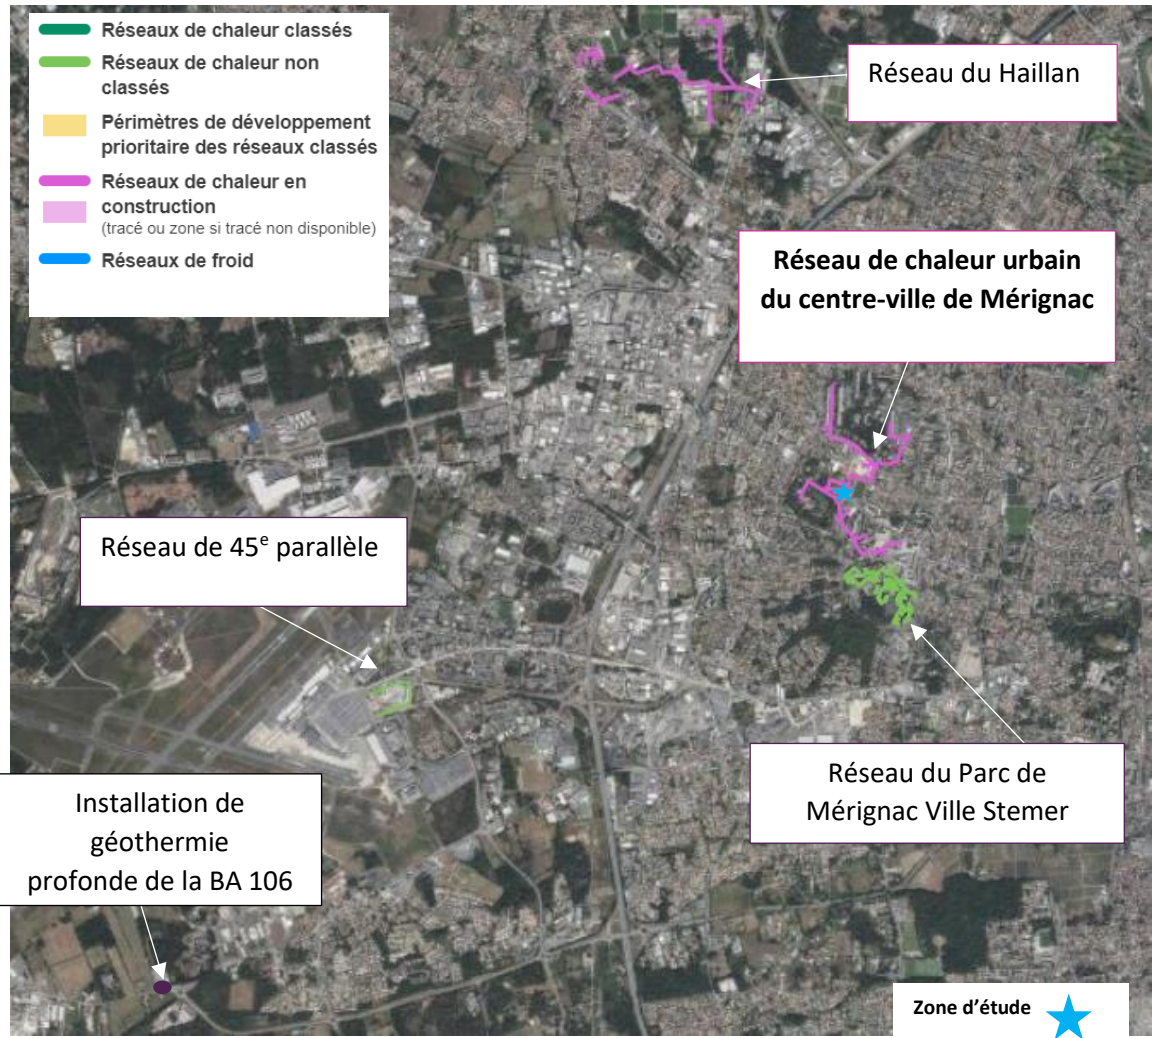 Réseaux de chaleur classés
Réseaux de chaleur non
classés
Périmètres de développement
prioritaire des réseaux classés
Réseaux de chaleur en
construction
(tracé ou zone si tracé non disponible)
Réseaux de froid
Réseau du Haillan
Réseau de chaleur urbain
du centre-ville de Mérignac
Réseau de 45e parallèle
Réseau du Parc de
Mérignac Ville Stemer
Installation de
géothermie
profonde de la BA 106
Zone d'étude